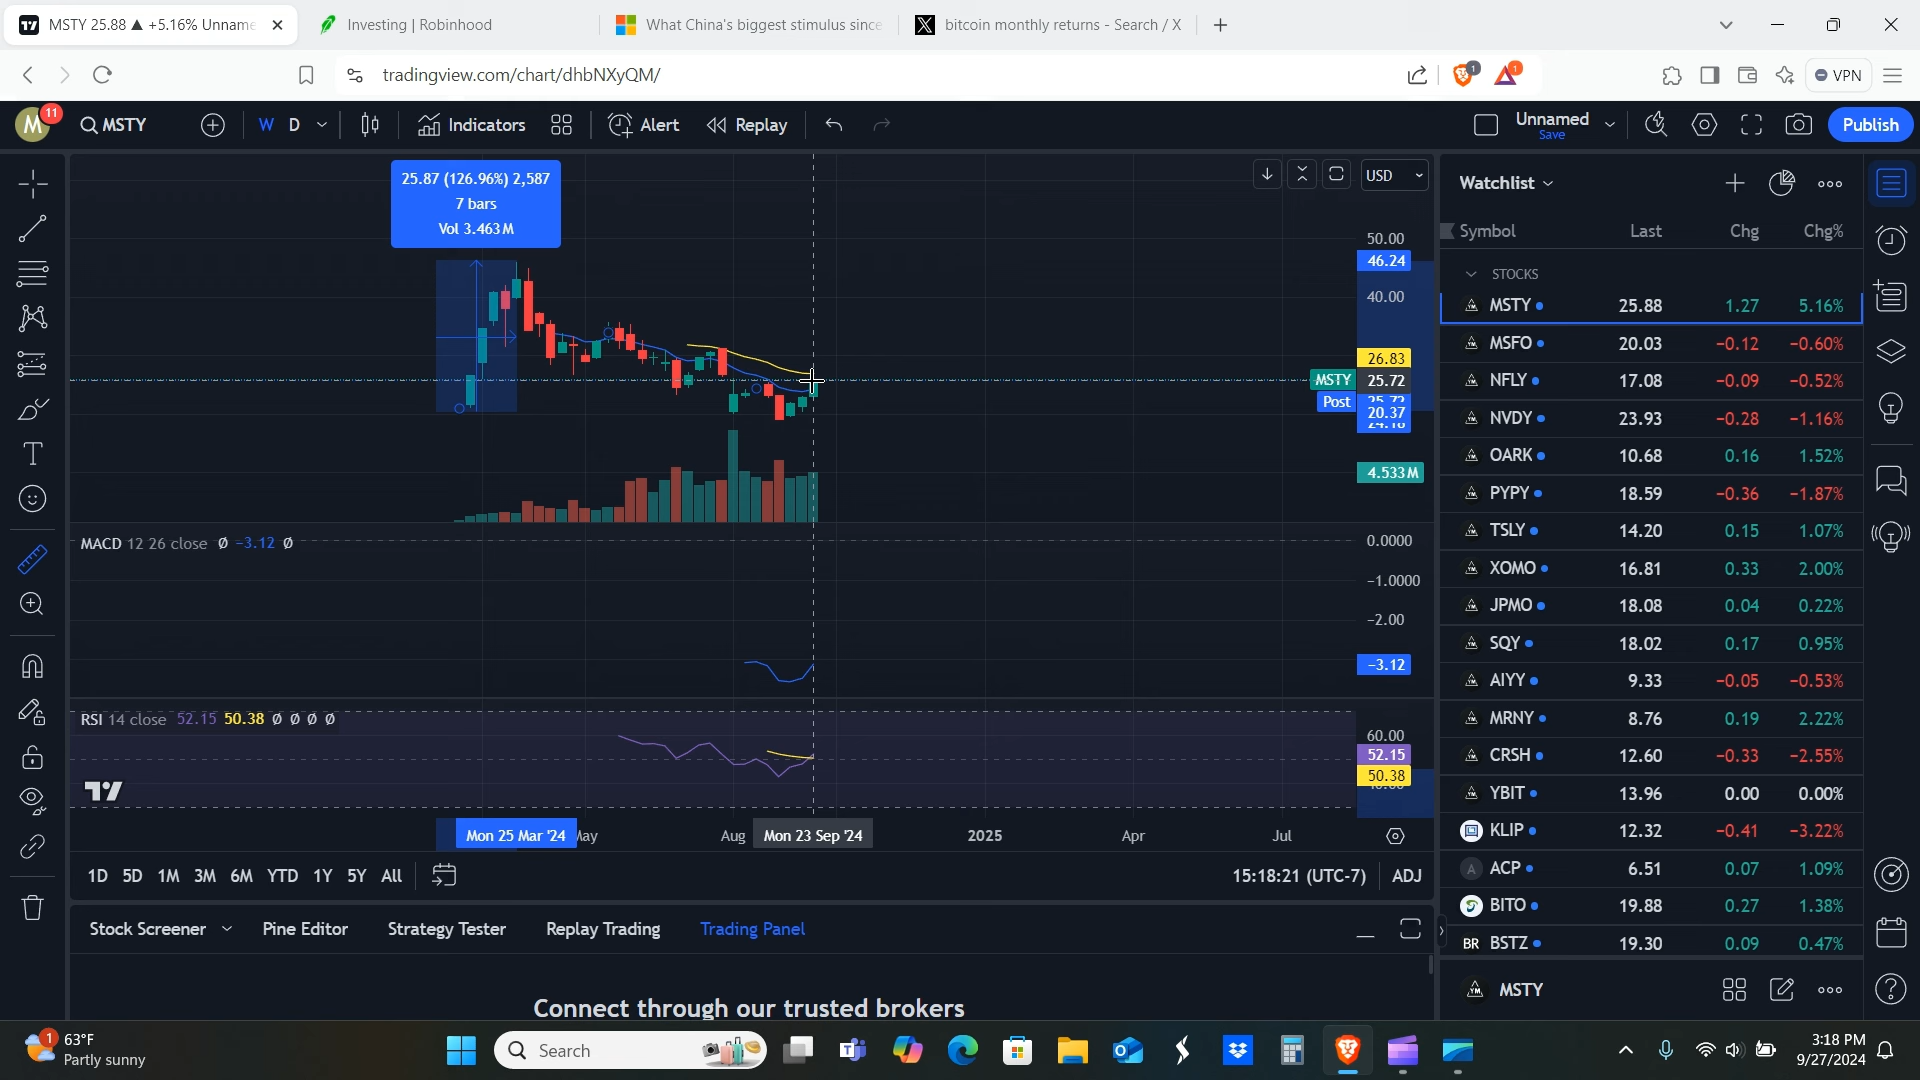 MSTY 25.88 ▲ +5.16% Unname
Investing | Robinhood
What China's biggest stimulus since
bitcoin monthly returns - Search / X
tradingview.com/chart/dhbNXyQM/
1
1
VPN
M
11
MSTY
W
D
Indicators
Alert
Replay
Unnamed
Save
Publish
25.87 (126.96%) 2,587
7 bars
Vol 3.463M
USD
50.00
46.24
40.00
26.83
MSTY
25.72
Post
20.37
4.533M
MACD 12 26 close Ø −3.12 Ø
0.0000
−1.0000
−2.00
−3.12
RSI 14 close 52.15 50.38 Ø Ø Ø Ø
60.00
52.15
50.38
Mon 25 Mar '24
Aug
Mon 23 Sep '24
2025
Apr
Jul
1D 5D 1M 3M 6M YTD 1Y 5Y All
15:18:21 (UTC-7)
ADJ
Stock Screener
Pine Editor
Strategy Tester
Replay Trading
Trading Panel
Connect through our trusted brokers
Watchlist
Symbol Last Chg Chg%
STOCKS
MSTY 25.88 1.27 5.16%
MSFO 20.03 −0.12 −0.60%
NFLY 17.08 −0.09 −0.52%
NVDY 23.93 −0.28 −1.16%
OARK 10.68 0.16 1.52%
PYPY 18.59 −0.36 −1.87%
TSLY 14.20 0.15 1.07%
XOMO 16.81 0.33 2.00%
JPMO 18.08 0.04 0.22%
SQY 18.02 0.17 0.95%
AIYY 9.33 −0.05 −0.53%
MRNY 8.76 0.19 2.22%
CRSH 12.60 −0.33 −2.55%
YBIT 13.96 0.00 0.00%
KLIP 12.32 −0.41 −3.22%
A ACP 6.51 0.07 1.09%
BITO 19.88 0.27 1.38%
BR BSTZ 19.30 0.09 0.47%
MSTY
1
63°F
Partly sunny
Search
3:18 PM
9/27/2024